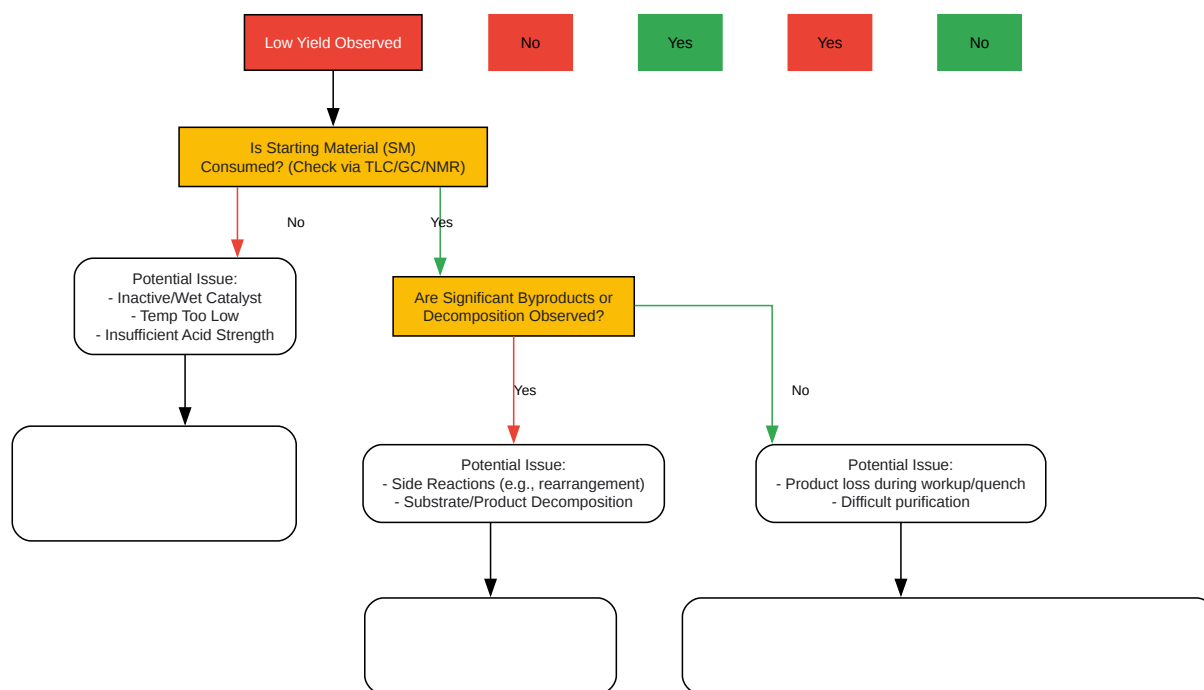 Low Yield Observed
No
Yes
Yes
No
Is Starting Material (SM)
Consumed? (Check via TLC/GC/NMR)
No
Yes
Potential Issue:
- Inactive/Wet Catalyst
- Temp Too Low
- Insufficient Acid Strength
Are Significant Byproducts or
Decomposition Observed?
Yes
No
Potential Issue:
- Side Reactions (e.g., rearrangement)
- Substrate/Product Decomposition
Potential Issue:
- Product loss during workup/quench
- Difficult purification